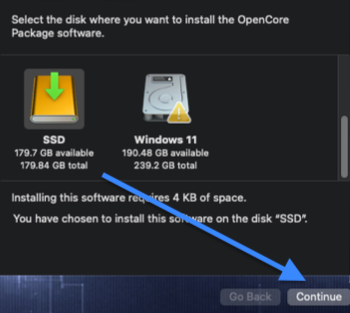 Select the disk where you want to install the OpenCore
Package software.
SSD
179.7 GB available
179.84 GB total
Windows 11
190.48 GB available
239.2 GB total
Installing this software requires 4 KB of space.
You have chosen to install this software on the disk “SSD”.
Go Back
Continue